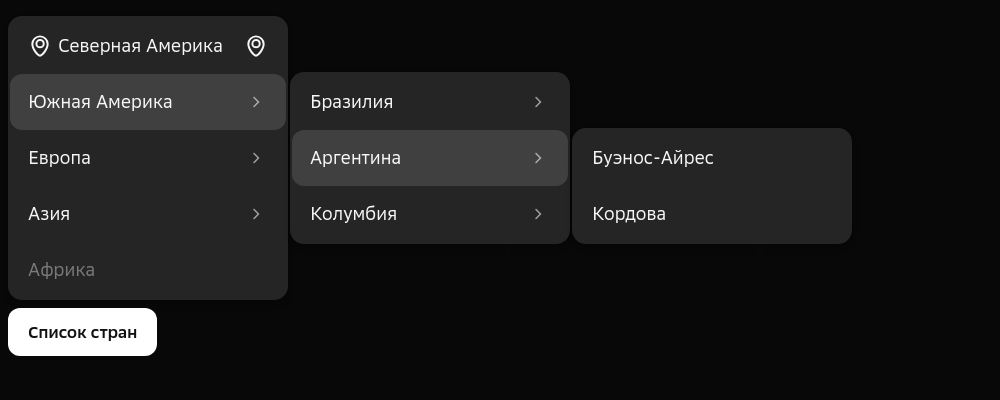 Северная Америка
Южная Америка
Европа
Азия
Африка
Бразилия
Аргентина
Колумбия
Буэнос-Айрес
Кордова
Список стран